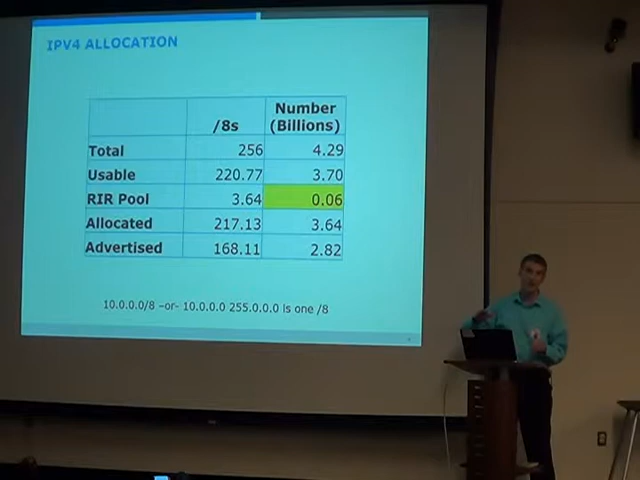 IPV4 ALLOCATION
/8s Number (Billions)
Total 256 4.29
Usable 220.77 3.70
RIR Pool 3.64 0.06
Allocated 217.13 3.64
Advertised 168.11 2.82
10.0.0.0/8 –or- 10.0.0.0 255.0.0.0 is one /8